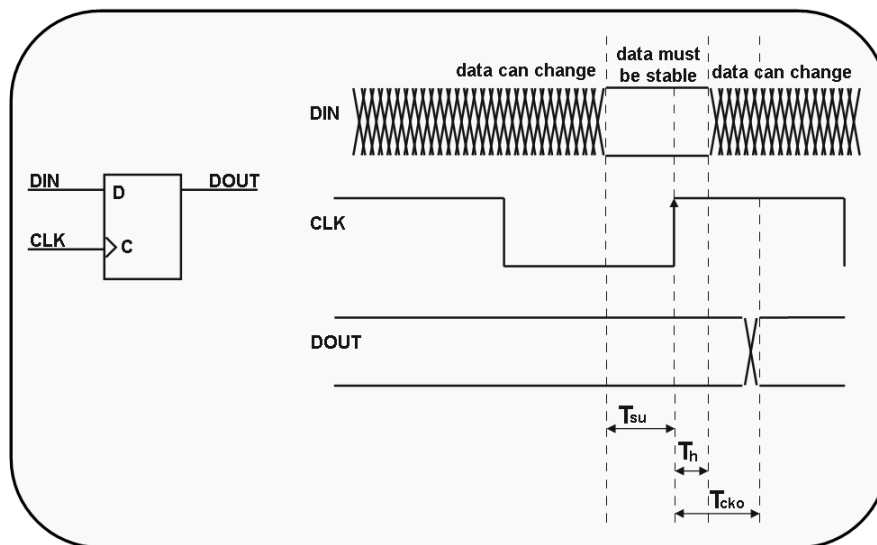 data must
be stable
data can change
data can change
DIN
DIN
D
DOUT
CLK
C
CLK
DOUT
Tsu
Th
Tcko